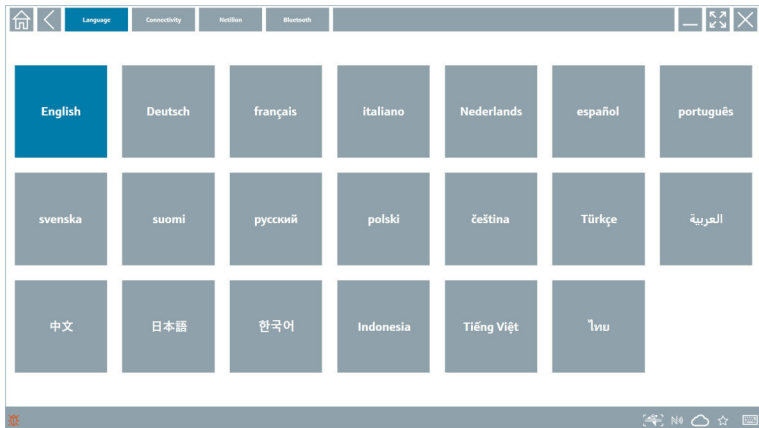 Language
Connectivity
Netilion
Bluetooth
English
Deutsch
français
italiano
Nederlands
español
português
svenska
suomi
русский
polski
čeština
Türkçe
العربية
中文
日本語
한국어
Indonesia
Tiếng Việt
ไทย